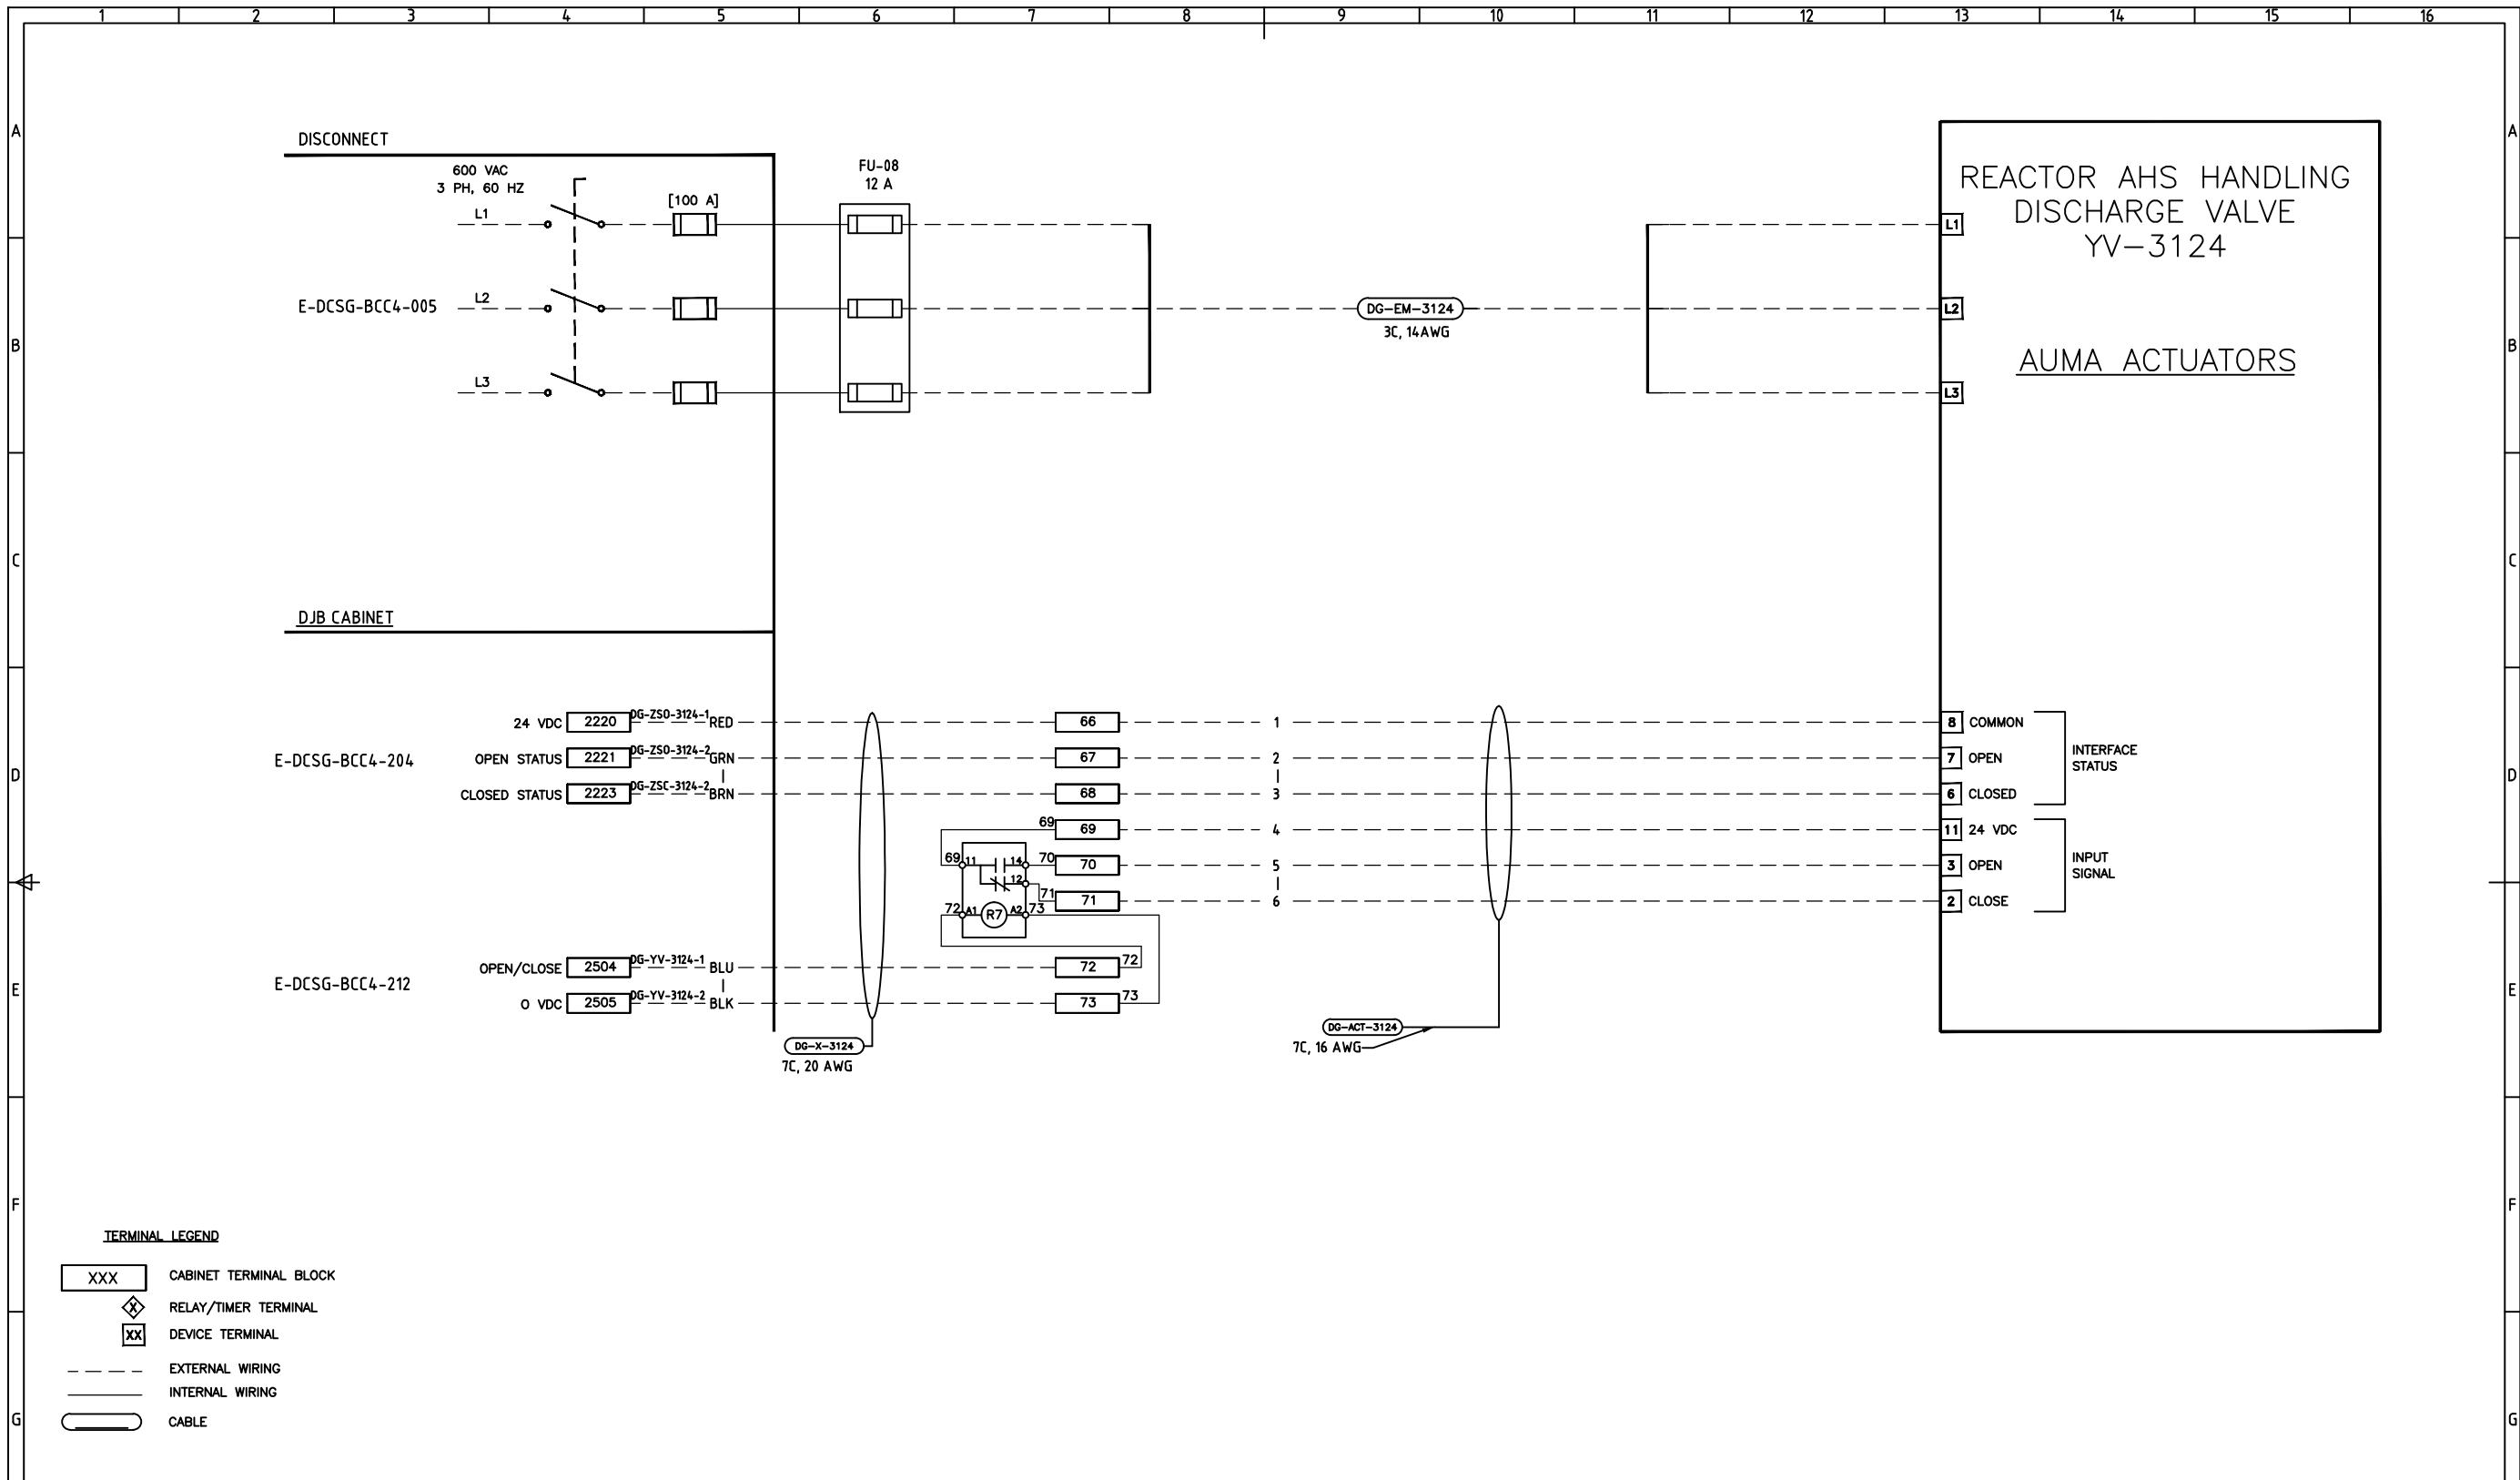 1 2 3 4 5 6 7 8 9 10 11 12 13 14 15 16
A A
DISCONNECT
600 VAC
3 PH, 60 HZ
FU-08
12 A
[100 A]
L1
L2
L3
E-DCSG-BCC4-005
B B
DG-EM-3124
3C, 14AWG
REACTOR AHS HANDLING
DISCHARGE VALVE
YV-3124
AUMA ACTUATORS
L1
L2
L3
C C
DJB CABINET
D D
E-DCSG-BCC4-204
24 VDC 2220 DG-ZSO-3124-1 RED 66 1 8 COMMON
OPEN STATUS 2221 DG-ZSO-3124-2 GRN 67 2 7 OPEN
CLOSED STATUS 2223 DG-ZSC-3124-2 BRN 68 3 6 CLOSED
INTERFACE
STATUS
69 69 4 11 24 VDC
69 11 14 70 70 5 3 OPEN
12 71 71 6 2 CLOSE
INPUT
SIGNAL
72 A1 R7 A2 73
E E
E-DCSG-BCC4-212
OPEN/CLOSE 2504 DG-YV-3124-1 BLU 72 72
0 VDC 2505 DG-YV-3124-2 BLK 73 73
DG-X-3124
7C, 20 AWG
DG-ACT-3124
7C, 16 AWG
F F
TERMINAL LEGEND
XXX CABINET TERMINAL BLOCK
X RELAY/TIMER TERMINAL
XX DEVICE TERMINAL
EXTERNAL WIRING
INTERNAL WIRING
CABLE
G G